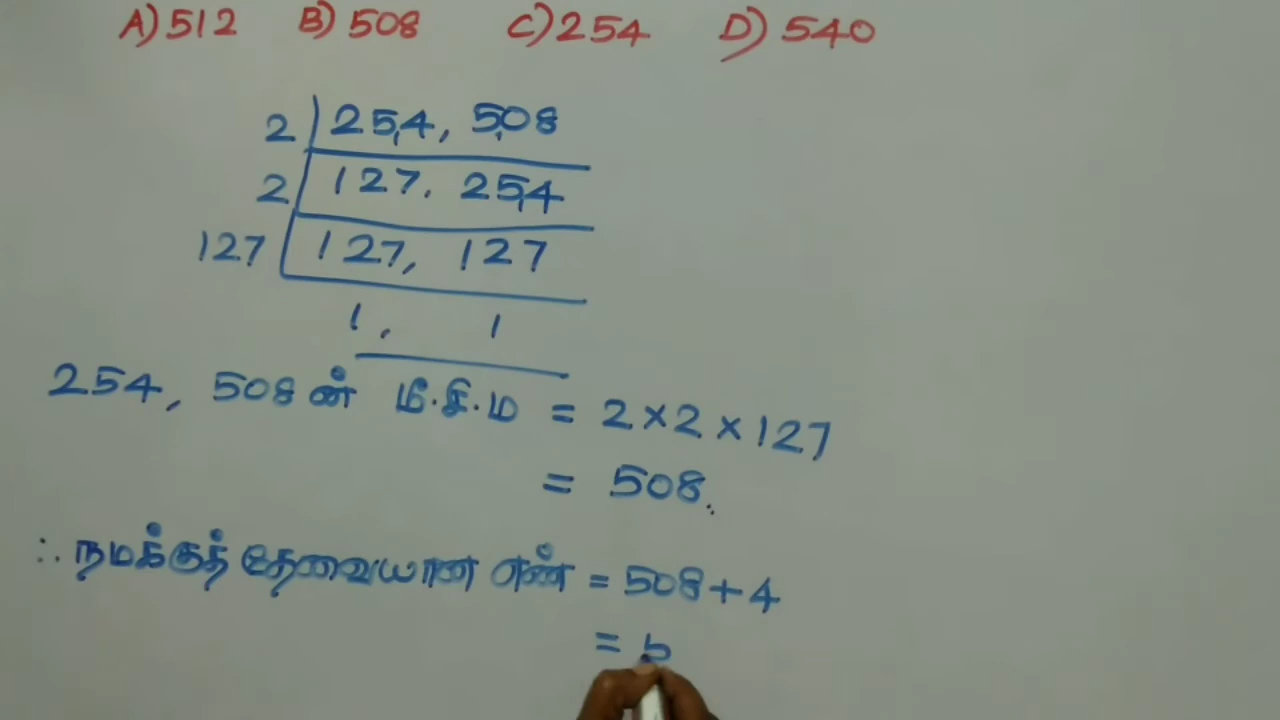 A) 512 B) 508 C) 254 D) 540
2 | 254, 508
2 | 127, 254
127 | 127, 127
1, 1
254, 508ன் மீ.சி.ம = 2 × 2 × 127
= 508.
∴ நமக்குத் தேவையான எண் = 508 + 4
= 5